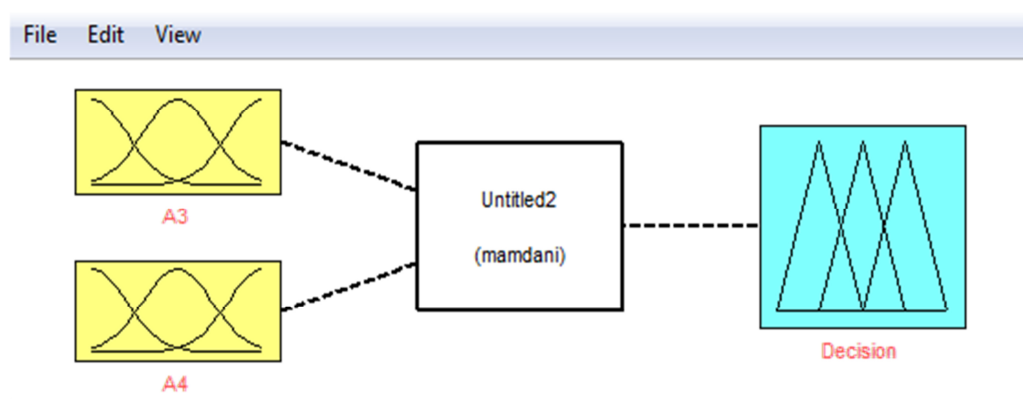 File Edit View
A3
A4
Untitled2
(mamdani)
Decision